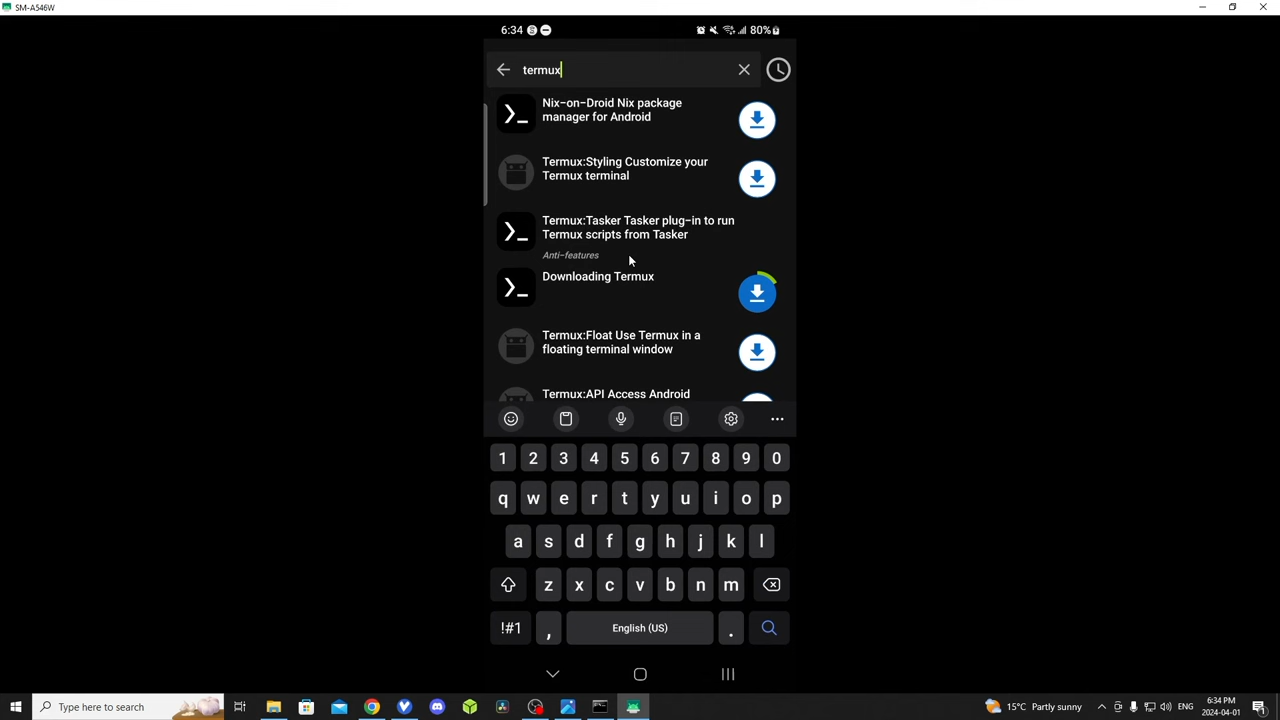 SM-A546W
6:34
80%
termux
Nix-on-Droid Nix package
manager for Android
Termux:Styling Customize your
Termux terminal
Termux:Tasker Tasker plug-in to run
Termux scripts from Tasker
Anti-features
Downloading Termux
Termux:Float Use Termux in a
floating terminal window
Termux:API Access Android
1 2 3 4 5 6 7 8 9 0
q w e r t y u i o p
a s d f g h j k l
z x c v b n m
!#1 , English (US) .
Type here to search
15°C Partly sunny
ENG
6:34 PM
2024-04-01